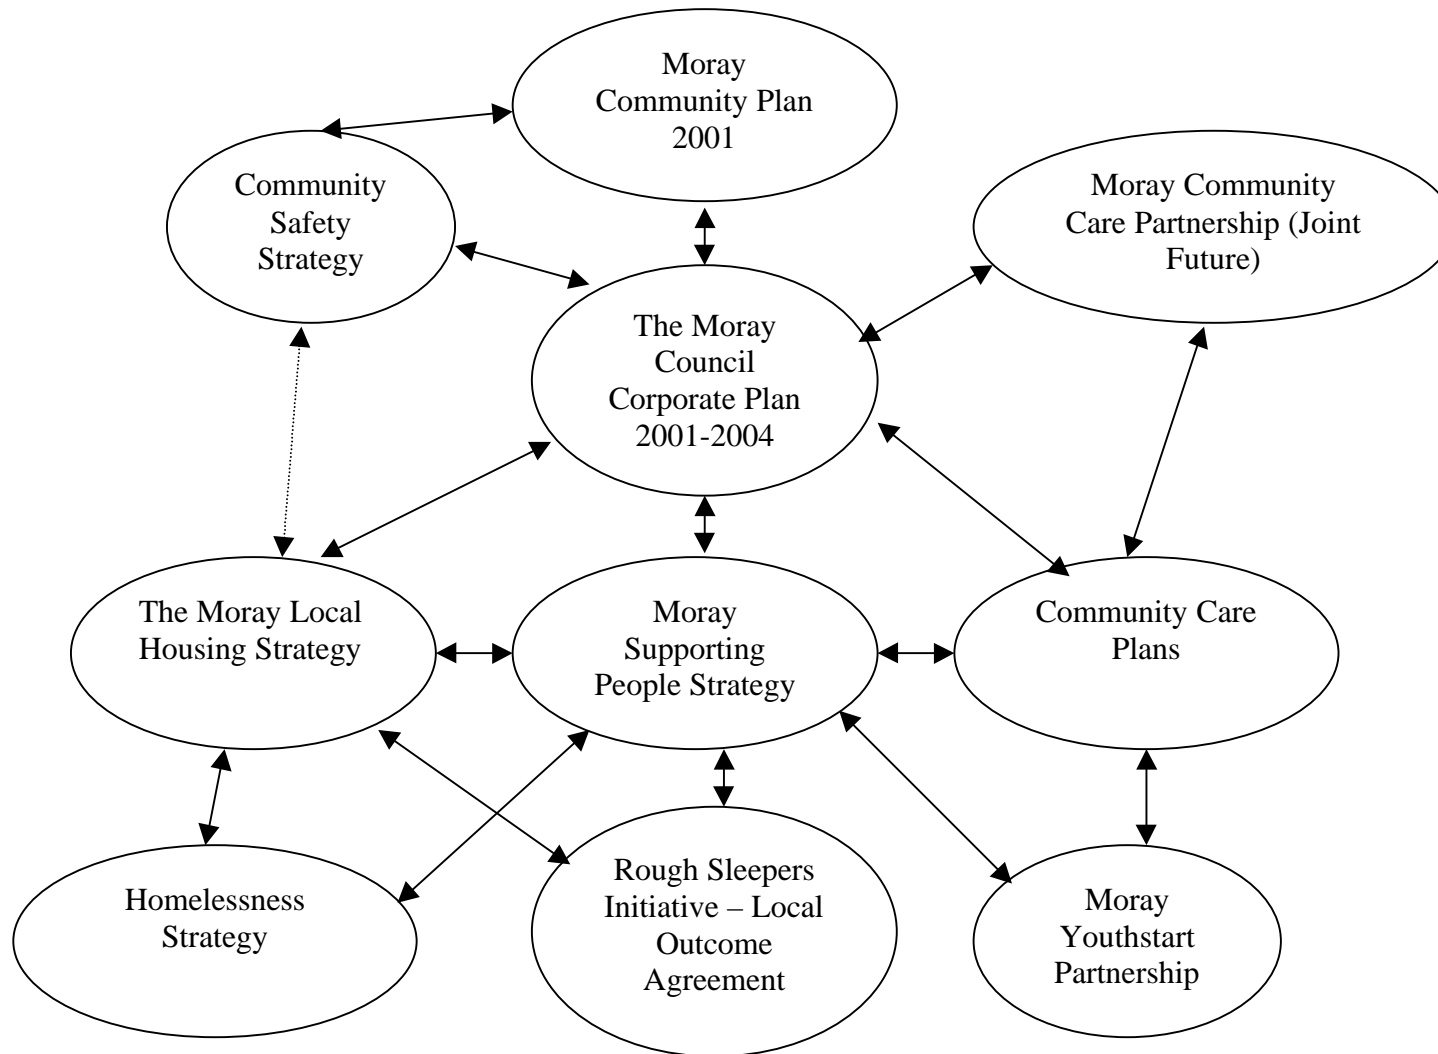 Moray
Community Plan
2001
Community
Safety
Strategy
Moray Community
Care Partnership (Joint
Future)
The Moray
Council
Corporate Plan
2001-2004
The Moray Local
Housing Strategy
Moray
Supporting
People Strategy
Community Care
Plans
Homelessness
Strategy
Rough Sleepers
Initiative – Local
Outcome
Agreement
Moray
Youthstart
Partnership